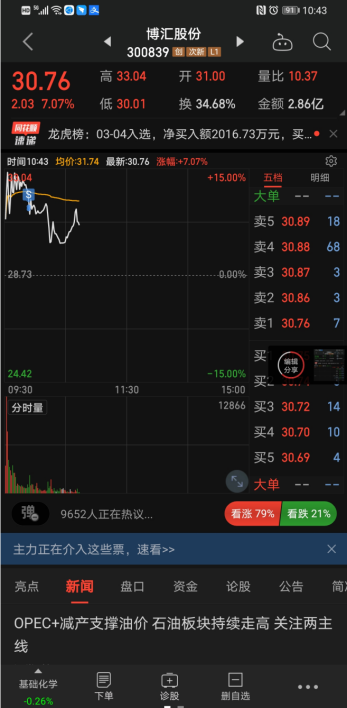 HD 5G 91 10:43
博汇股份
300839 创 次新 L1
30.76
2.03 7.07%
高 33.04 开 31.00 量比 10.37
低 30.01 换 34.68% 金额 2.86亿
同花顺 速递 龙虎榜：03-04入选，净买入额2016.73万元，买...
时间10:43 均价:31.74 最新:30.76 涨幅:+7.07%
五档 明细
+15.00%
大单 -- --
S
卖5 30.89 18
卖4 30.88 68
卖3 30.87 3
28.73 0.00%
卖2 30.86 3
卖1 30.76 7
编辑
分享
24.42 -15.00%
09:30 11:30 15:00
买3 30.72 14
分时量 12866
买4 30.70 10
买5 30.69 4
大单 -- --
弹 9652人正在热议... 看涨 79% 看跌 21%
主力正在介入这些票，速看>>
亮点 新闻 盘口 资金 论股 公告
OPEC+减产支撑油价 石油板块持续走高 关注两主
线
基础化学 下单 诊股 删自选
-0.26%